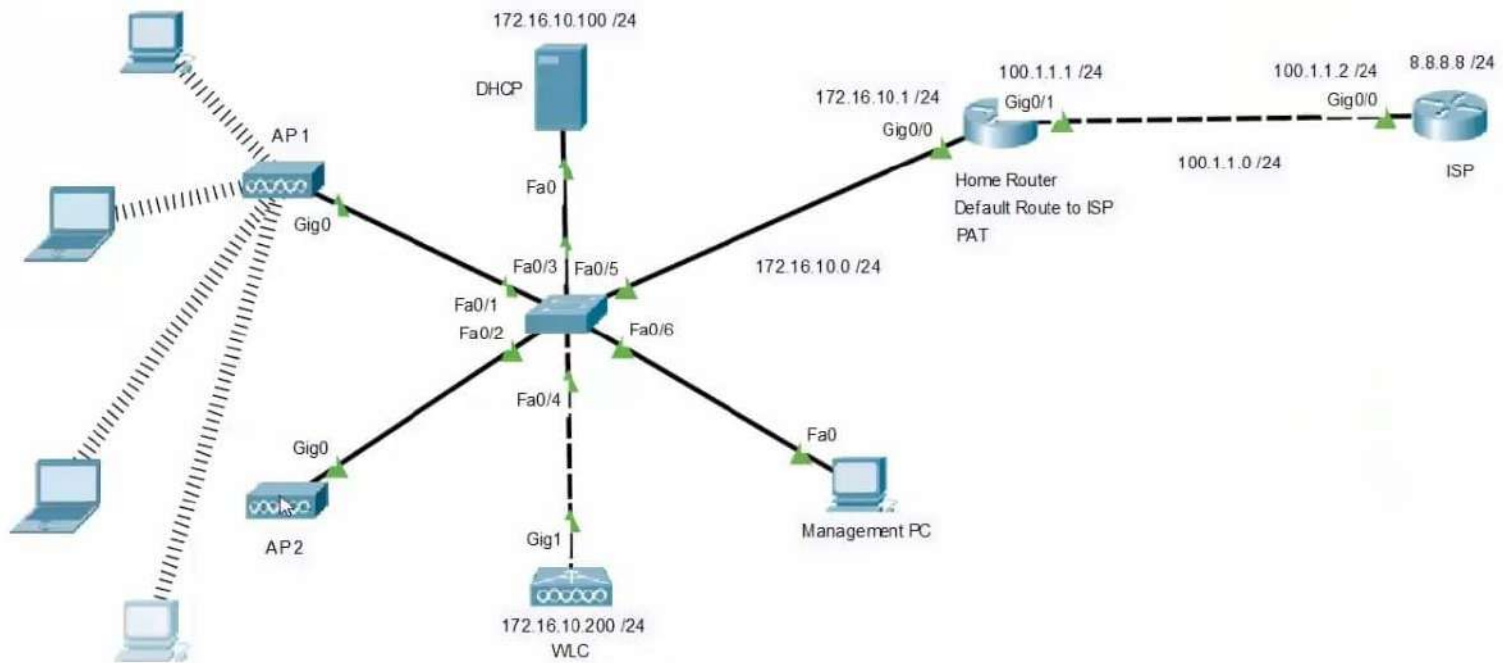 172.16.10.100 /24
DHCP
Fa0
AP1
Gig0
Fa0/3
Fa0/5
Fa0/1
Fa0/2
Fa0/6
Fa0/4
Gig0
AP2
Gig1
172.16.10.200 /24
WLC
Fa0
Management PC
172.16.10.0 /24
172.16.10.1 /24
Gig0/0
100.1.1.1 /24
Gig0/1
Home Router
Default Route to ISP
PAT
100.1.1.0 /24
100.1.1.2 /24
Gig0/0
8.8.8.8 /24
ISP